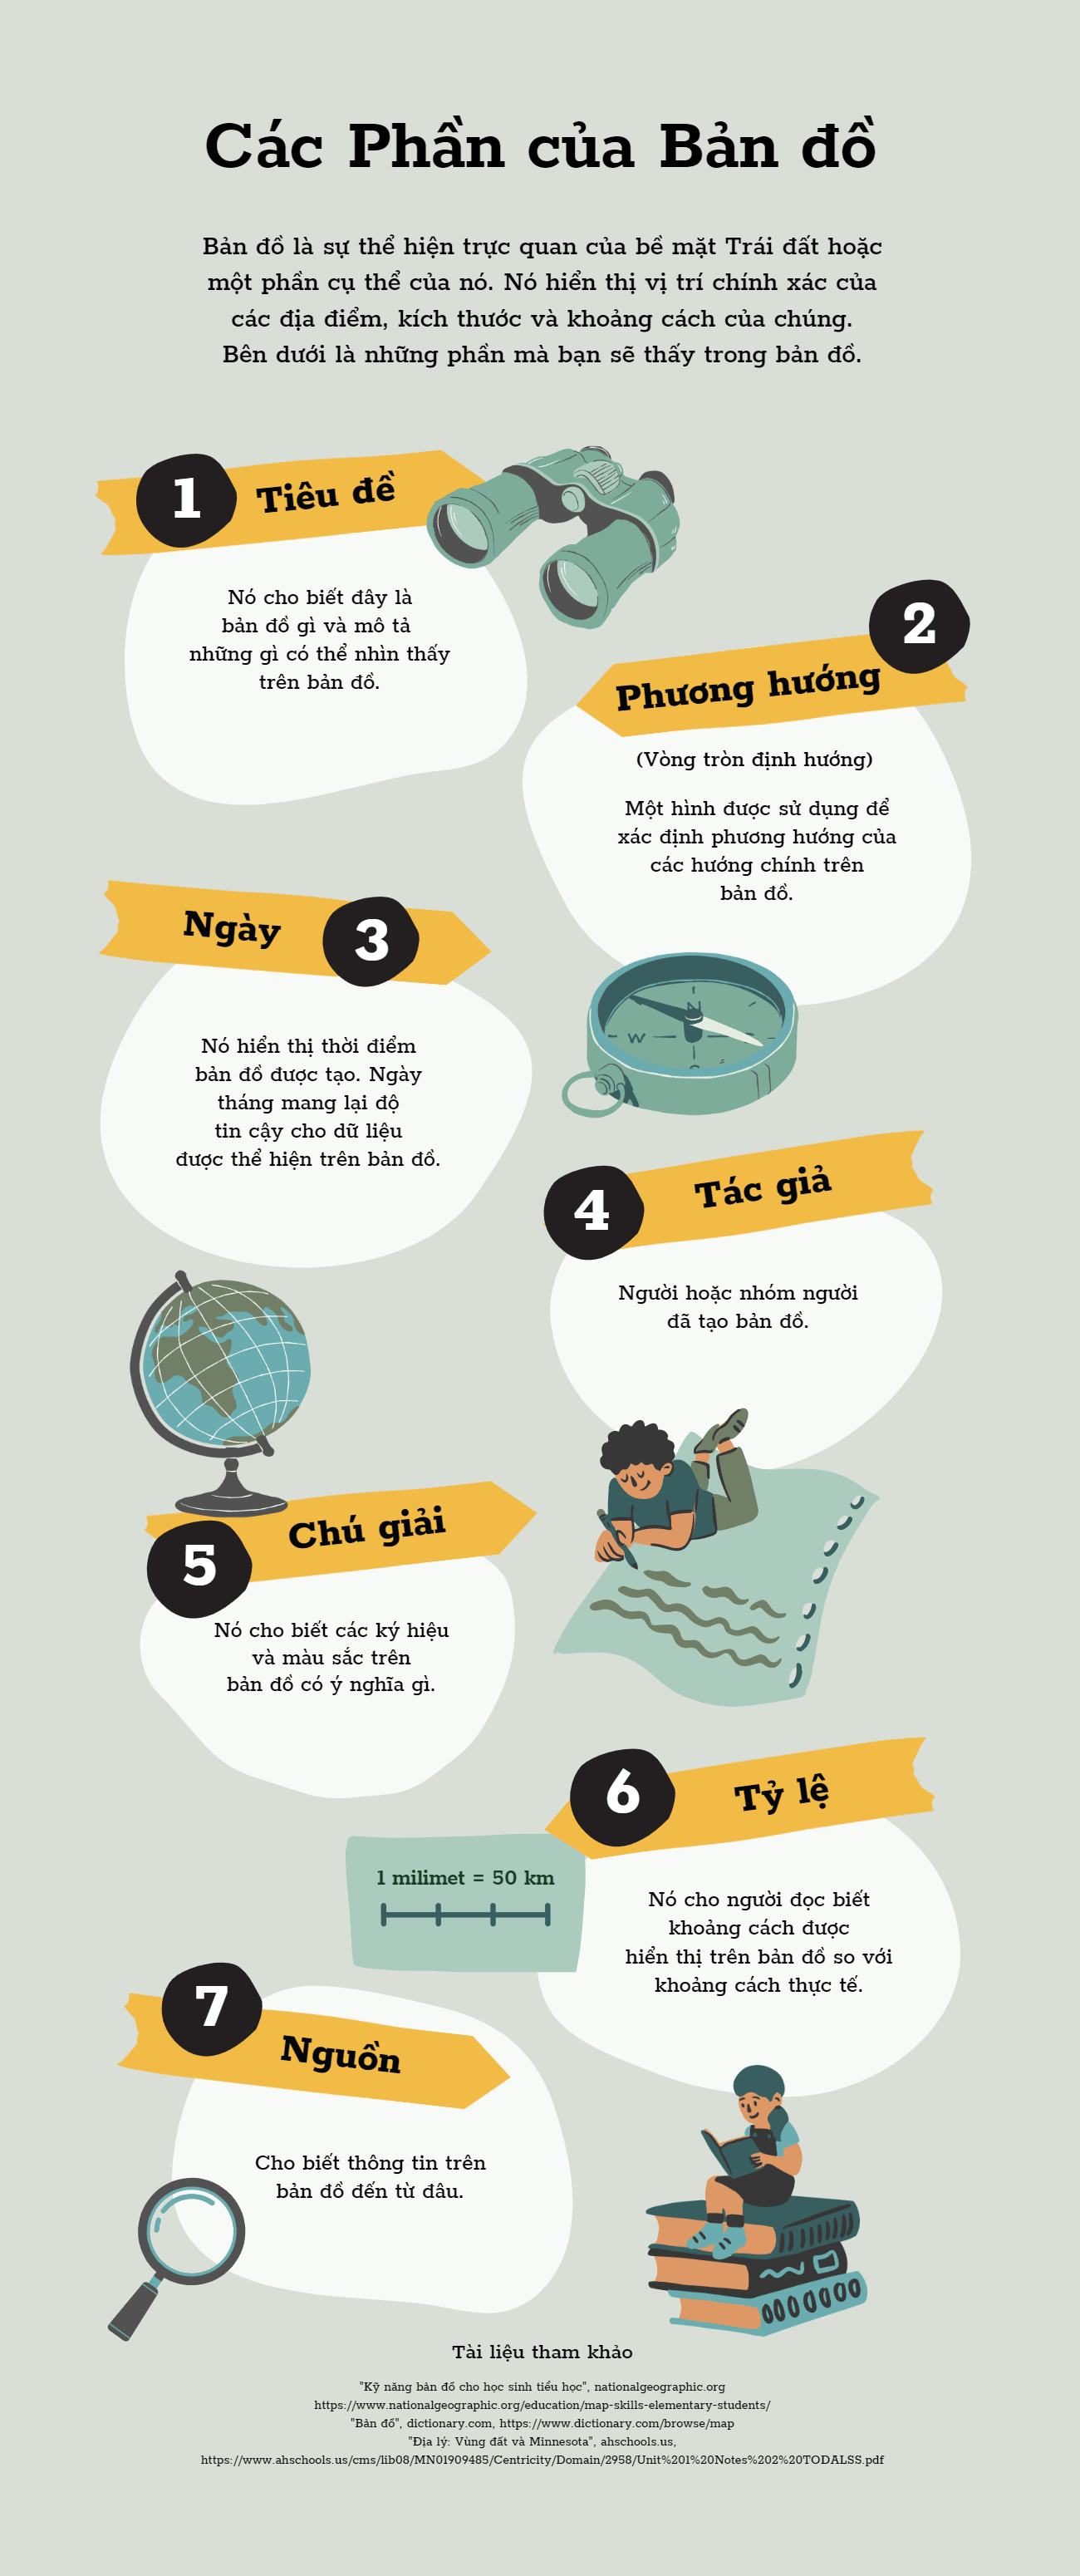 Các Phần của Bản đồ
Bản đồ là sự thể hiện trực quan của bề mặt Trái đất hoặc
một phần cụ thể của nó. Nó hiển thị vị trí chính xác của
các địa điểm, kích thước và khoảng cách của chúng.
Bên dưới là những phần mà bạn sẽ thấy trong bản đồ.
1
Tiêu đề
Nó cho biết đây là
bản đồ gì và mô tả
những gì có thể nhìn thấy
trên bản đồ.
2
Phương hướng
(Vòng tròn định hướng)
Một hình được sử dụng để
xác định phương hướng của
các hướng chính trên
bản đồ.
N
W
S
Ngày
3
Nó hiển thị thời điểm
bản đồ được tạo. Ngày
tháng mang lại độ
tin cậy cho dữ liệu
được thể hiện trên bản đồ.
4
Tác giả
Người hoặc nhóm người
đã tạo bản đồ.
5
Chú giải
Nó cho biết các ký hiệu
và màu sắc trên
bản đồ có ý nghĩa gì.
6
Tỷ lệ
1 milimet = 50 km
Nó cho người đọc biết
khoảng cách được
hiển thị trên bản đồ so với
khoảng cách thực tế.
7
Nguồn
Cho biết thông tin trên
bản đồ đến từ đâu.
Tài liệu tham khảo
"Kỹ năng bản đồ cho học sinh tiểu học", nationalgeographic.org
https://www.nationalgeographic.org/education/map-skills-elementary-students/
"Bản đồ", dictionary.com, https://www.dictionary.com/browse/map
"Địa lý: Vùng đất và Minnesota", ahschools.us,
https://www.ahschools.us/cms/lib08/MN01909485/Centricity/Domain/2958/Unit%201%20Notes%202%20TODALSS.pdf